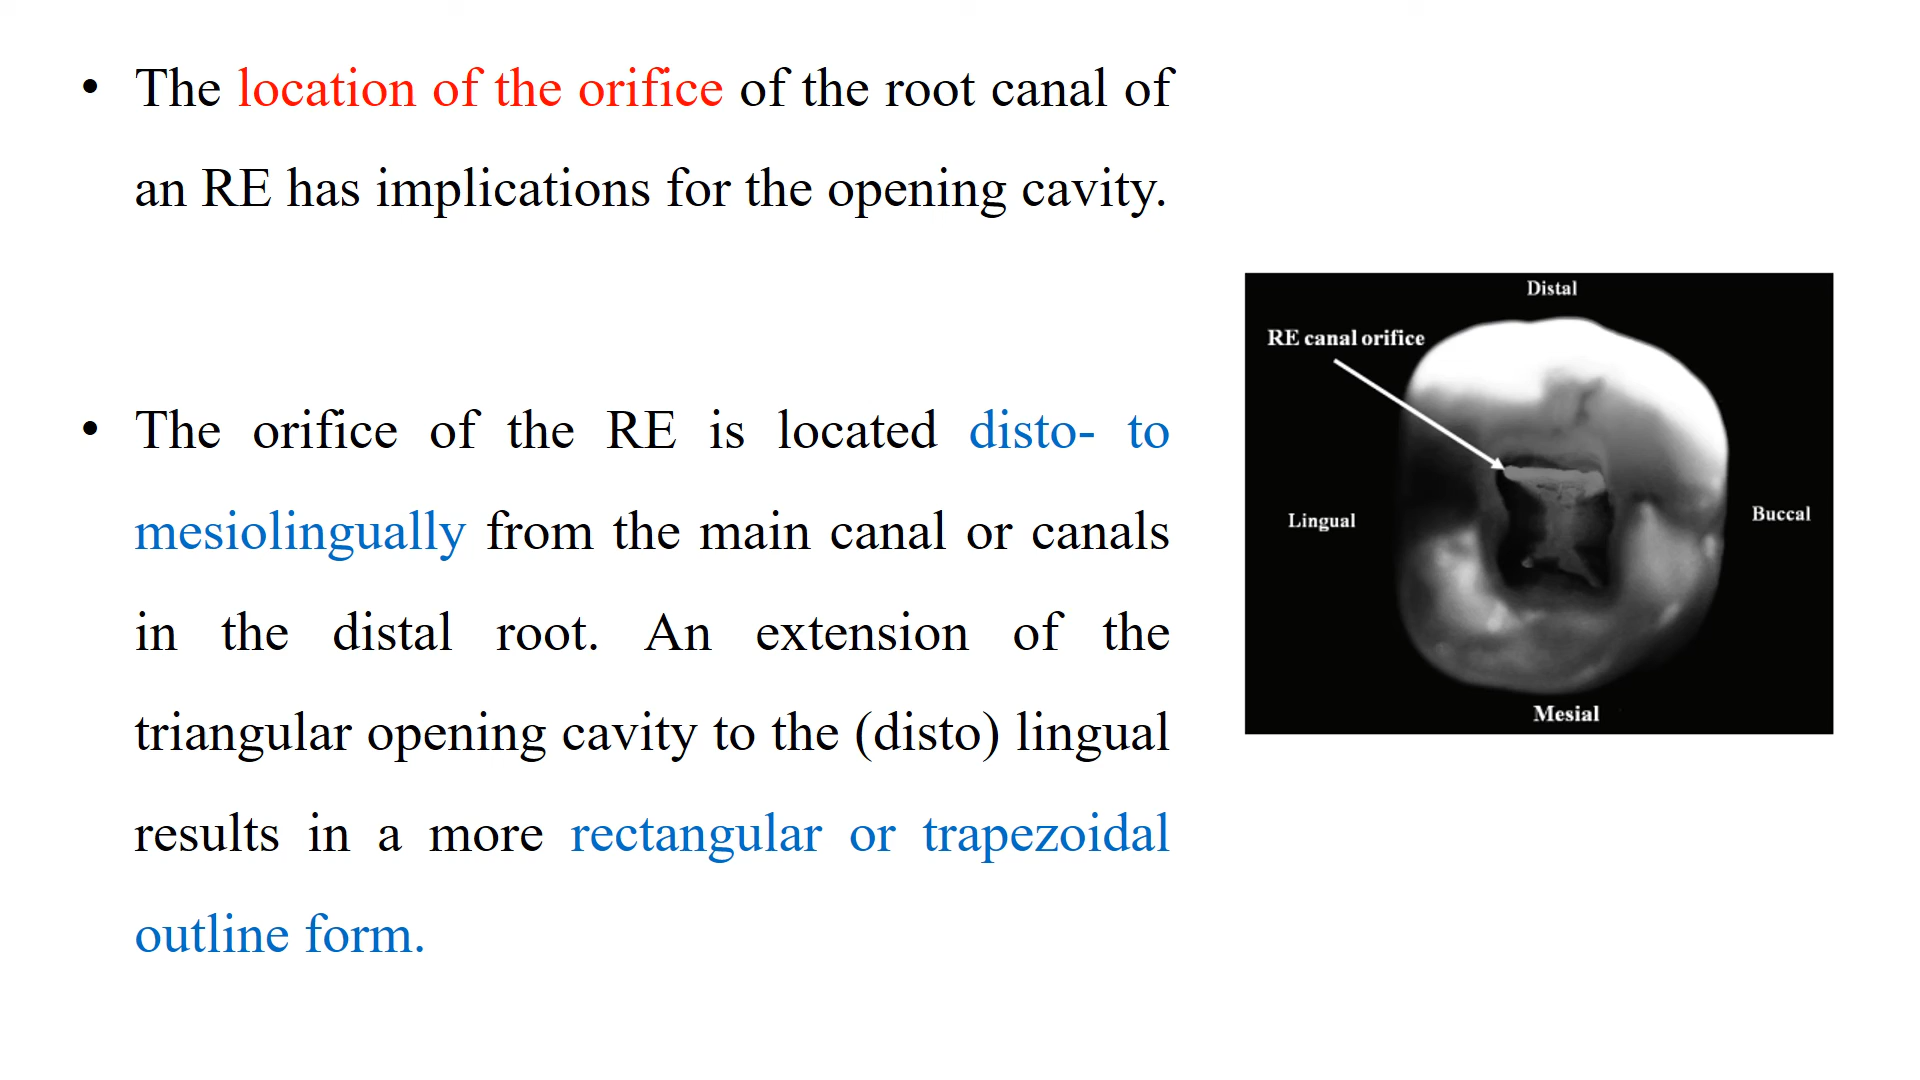 • The location of the orifice of the root canal of
an RE has implications for the opening cavity.
• The orifice of the RE is located disto- to
mesiolingually from the main canal or canals
in the distal root. An extension of the
triangular opening cavity to the (disto) lingual
results in a more rectangular or trapezoidal
outline form.
Distal
RE canal orifice
Lingual
Buccal
Mesial